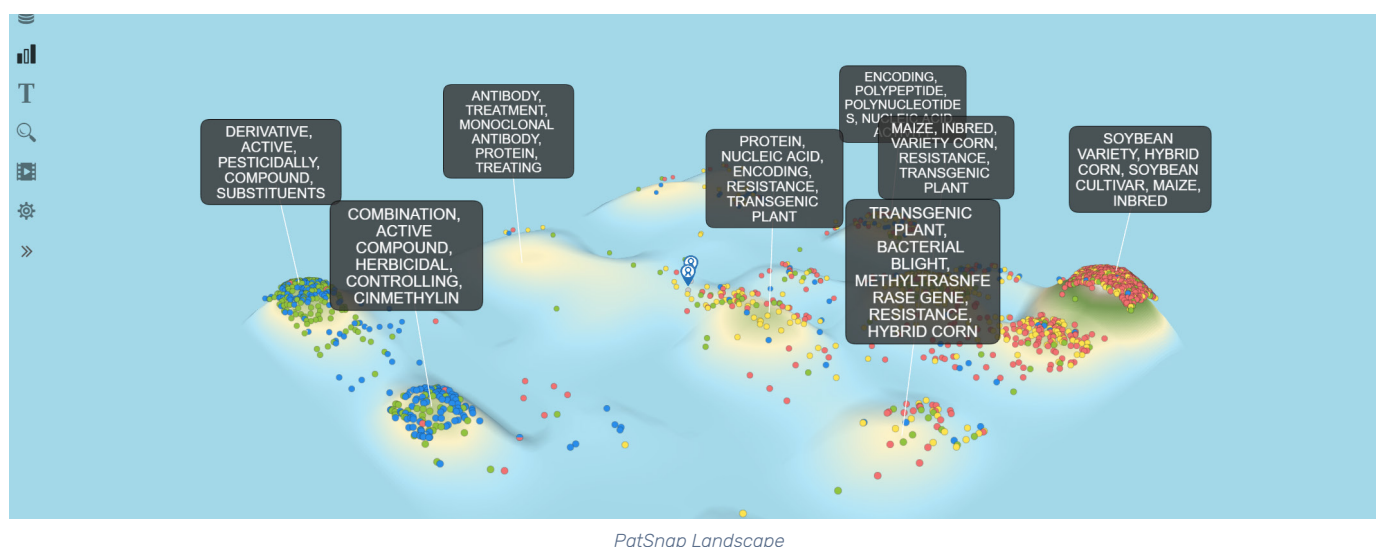 DERIVATIVE,
ACTIVE,
PESTICIDALLY,
COMPOUND,
SUBSTITUENTS
COMBINATION,
ACTIVE
COMPOUND,
HERBICIDAL,
CONTROLLING,
CINMETHYLIN
ANTIBODY,
TREATMENT,
MONOCLONAL
ANTIBODY,
PROTEIN,
TREATING
PROTEIN,
NUCLEIC ACID,
ENCODING,
RESISTANCE,
TRANSGENIC
PLANT
ENCODING,
POLYPEPTIDE,
POLYNUCLEOTIDE
S, NUCLEIC ACID,
MAIZE, INBRED,
VARIETY CORN,
RESISTANCE,
TRANSGENIC
PLANT
TRANSGENIC
PLANT,
BACTERIAL
BLIGHT,
METHYLTRASNFE
RASE GENE,
RESISTANCE,
HYBRID CORN
SOYBEAN
VARIETY, HYBRID
CORN, SOYBEAN
CULTIVAR, MAIZE,
INBRED
T
PatSnap Landscape